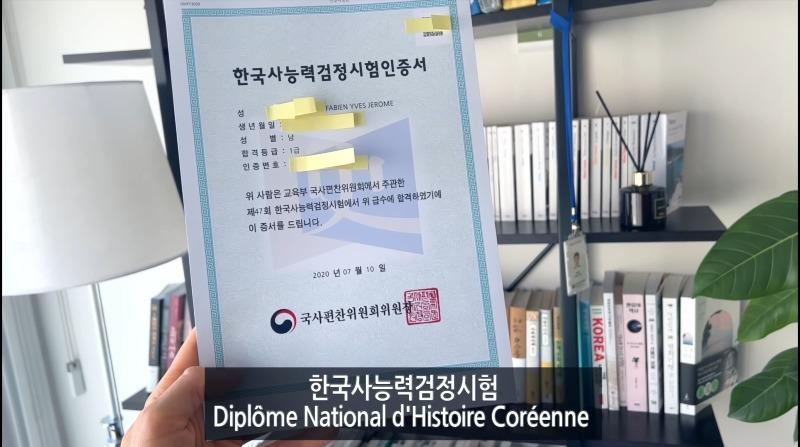 한국사능력검정시험인증서
성
FABIEN YVES JEROME
생년월일 :
성 별 : 남
합격등급 : 1급
인증번호 :
위 사람은 교육부 국사편찬위원회에서 주관한
제47회 한국사능력검정시험에서 위 급수에 합격하였기에
이 증서를 드립니다.
2020 년 07 월 10 일
국사편찬위원회위원장
KOREA
한국사능력검정시험
Diplôme National d'Histoire Coréenne